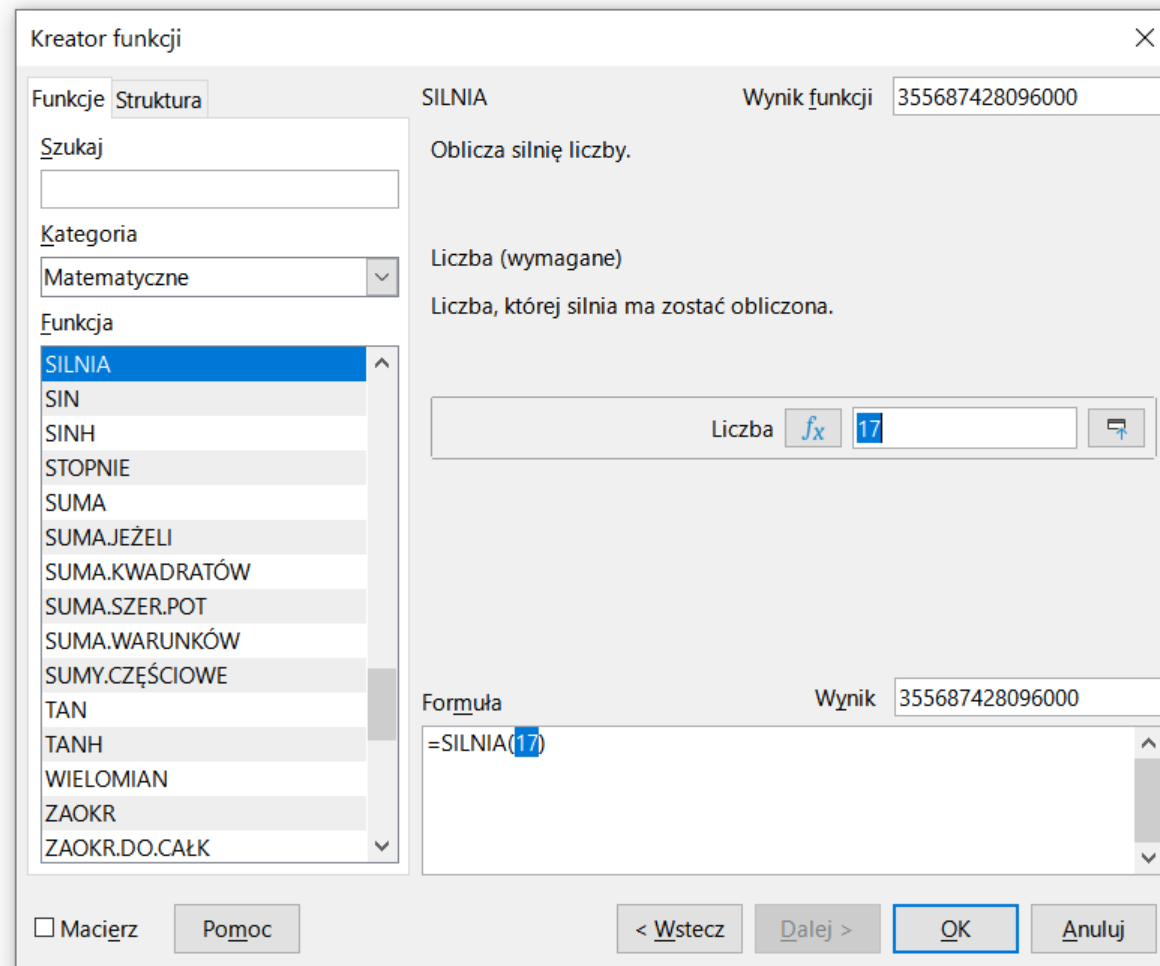 Kreator funkcji
Funkcje Struktura
Szukaj
Kategoria
Matematyczne
Funkcja
SILNIA
SIN
SINH
STOPNIE
SUMA
SUMA.JEŻELI
SUMA.KWADRATÓW
SUMA.SZER.POT
SUMA.WARUNKÓW
SUMY.CZĘŚCIOWE
TAN
TANH
WIELOMIAN
ZAOKR
ZAOKR.DO.CAŁK
SILNIA
Wynik funkcji 355687428096000
Oblicza silnię liczby.
Liczba (wymagane)
Liczba, której silnia ma zostać obliczona.
Liczba fx 17
Formuła
Wynik 355687428096000
=SILNIA(17)
Macierz Pomoc < Wstecz Dalej > OK Anuluj